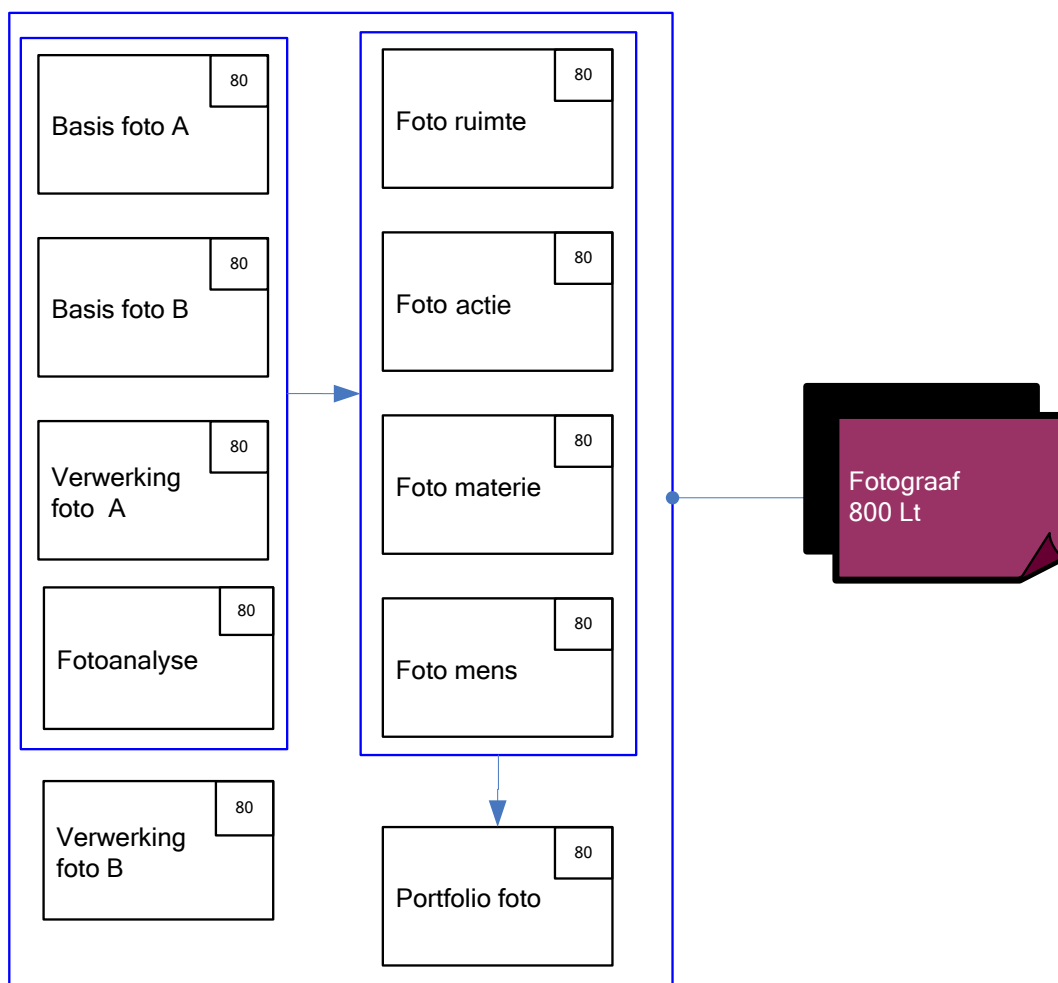 80
Basis foto A
80
Basis foto B
80
Verwerking
foto A
80
Fotoanalyse
80
Verwerking
foto B
80
Foto ruimte
80
Foto actie
80
Foto materie
80
Foto mens
80
Portfolio foto
Fotograaf
800 Lt